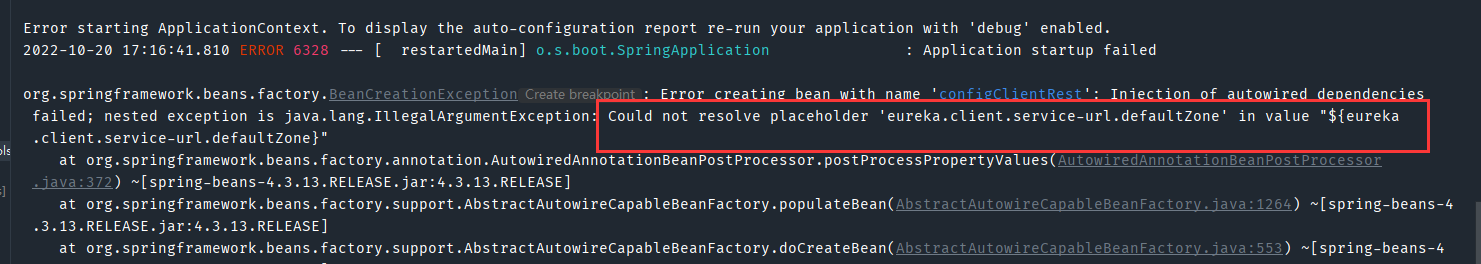 Error starting ApplicationContext. To display the auto-configuration report re-run your application with 'debug' enabled.
2022-10-20 17:16:41.810 ERROR 6328 --- [  restartedMain] o.s.boot.SpringApplication               : Application startup failed
org.springframework.beans.factory.BeanCreationException Create breakpoint : Error creating bean with name 'configClientRest': Injection of autowired dependencies
failed; nested exception is java.lang.IllegalArgumentException: Could not resolve placeholder 'eureka.client.service-url.defaultZone' in value "${eureka
.client.service-url.defaultZone}"
at org.springframework.beans.factory.annotation.AutowiredAnnotationBeanPostProcessor.postProcessPropertyValues(AutowiredAnnotationBeanPostProcessor
.java:372) ~[spring-beans-4.3.13.RELEASE.jar:4.3.13.RELEASE]
at org.springframework.beans.factory.support.AbstractAutowireCapableBeanFactory.populateBean(AbstractAutowireCapableBeanFactory.java:1264) ~[spring-beans-4
.3.13.RELEASE.jar:4.3.13.RELEASE]
at org.springframework.beans.factory.support.AbstractAutowireCapableBeanFactory.doCreateBean(AbstractAutowireCapableBeanFactory.java:553) ~[spring-beans-4